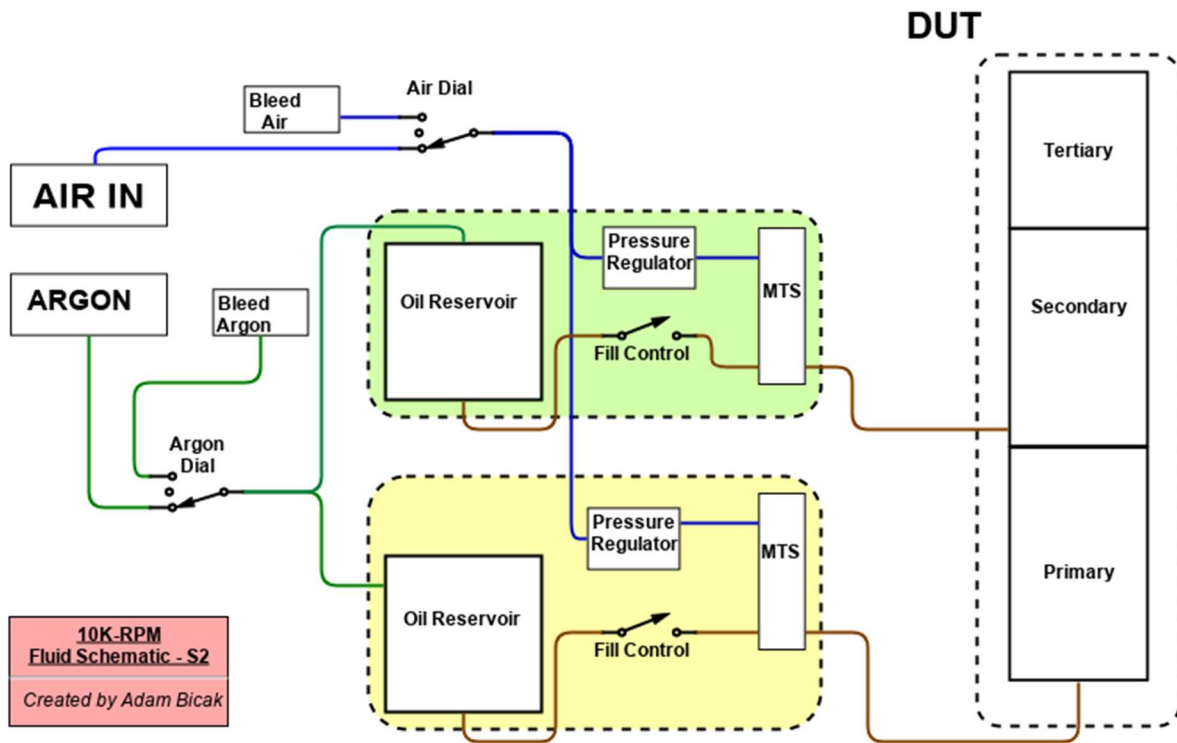 DUT
Bleed
Air
Air Dial
AIR IN
Tertiary
Pressure
Regulator
MTS
Oil Reservoir
Secondary
ARGON
Bleed
Argon
Fill Control
Argon
Dial
Pressure
Regulator
MTS
Oil Reservoir
Primary
Fill Control
10K-RPM
Fluid Schematic - S2
Created by Adam Bicak